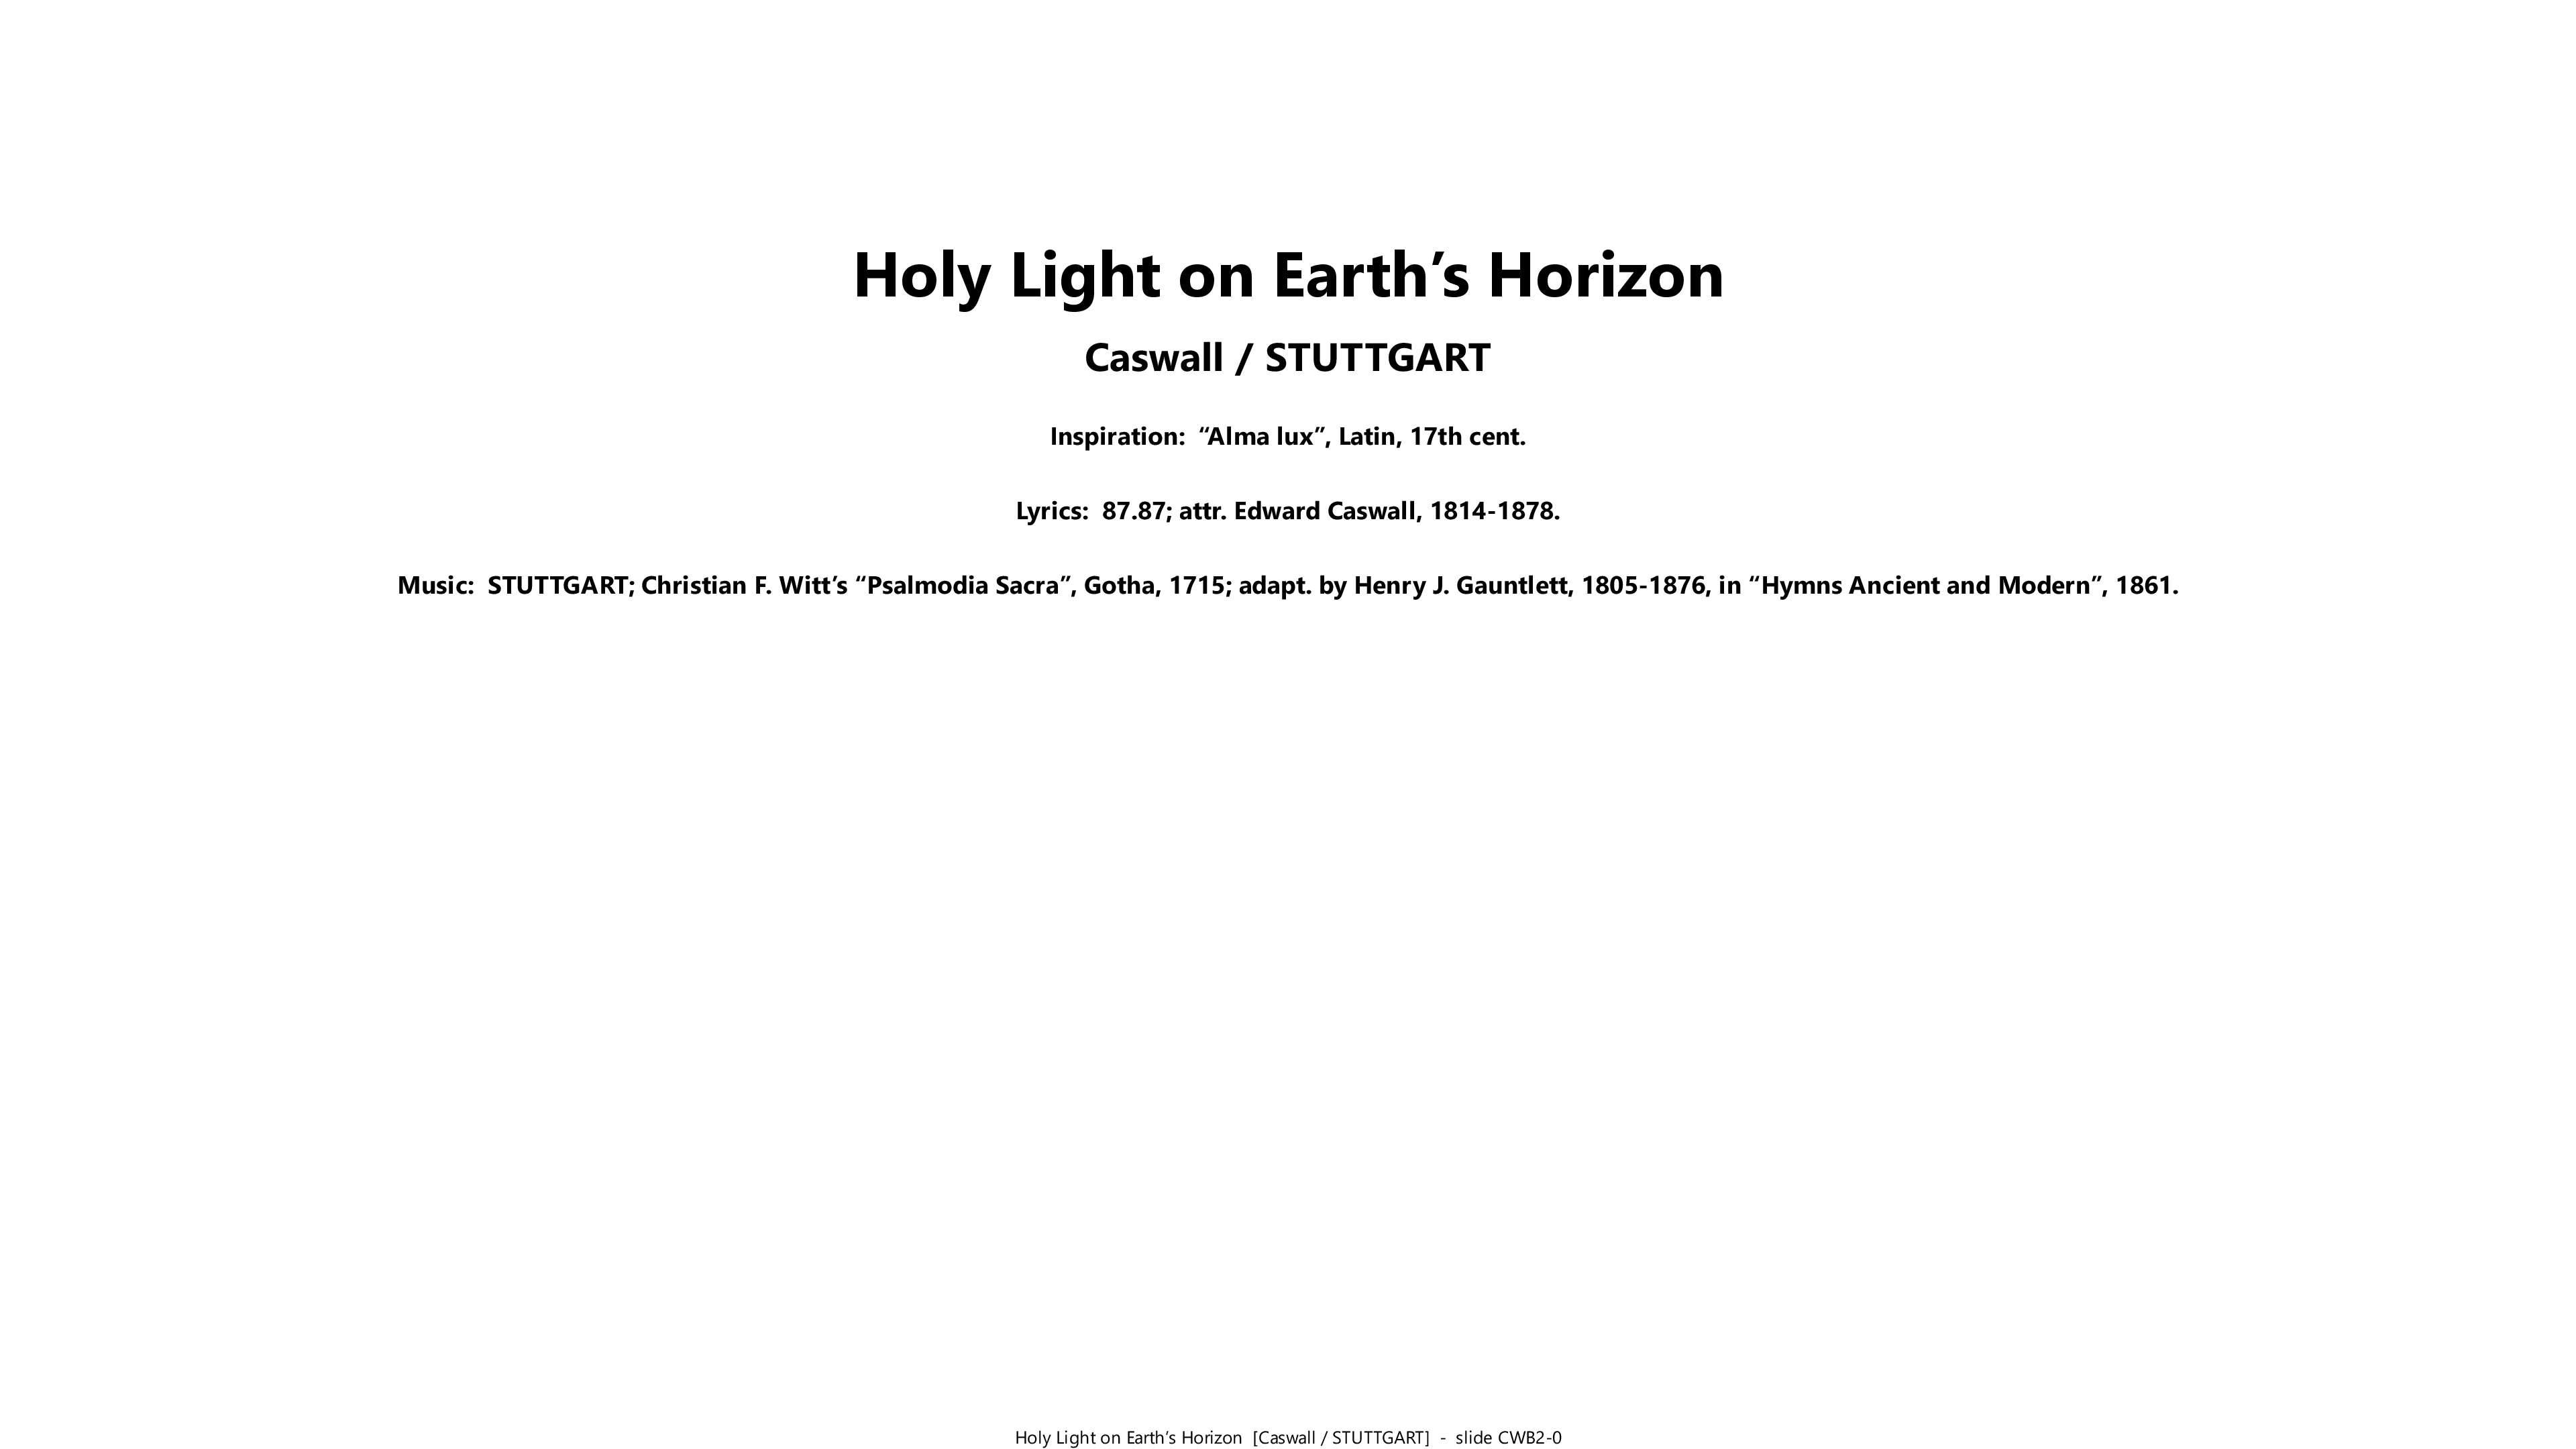 Holy Light on Earth’s Horizon
Caswall / STUTTGART
Inspiration:  “Alma lux”, Latin, 17th cent.
Lyrics:  87.87; attr. Edward Caswall, 1814-1878.
Music:  STUTTGART; Christian F. Witt’s “Psalmodia Sacra”, Gotha, 1715; adapt. by Henry J. Gauntlett, 1805-1876, in “Hymns Ancient and Modern”, 1861.
Holy Light on Earth’s Horizon  [Caswall / STUTTGART]  -  slide CWB2-0